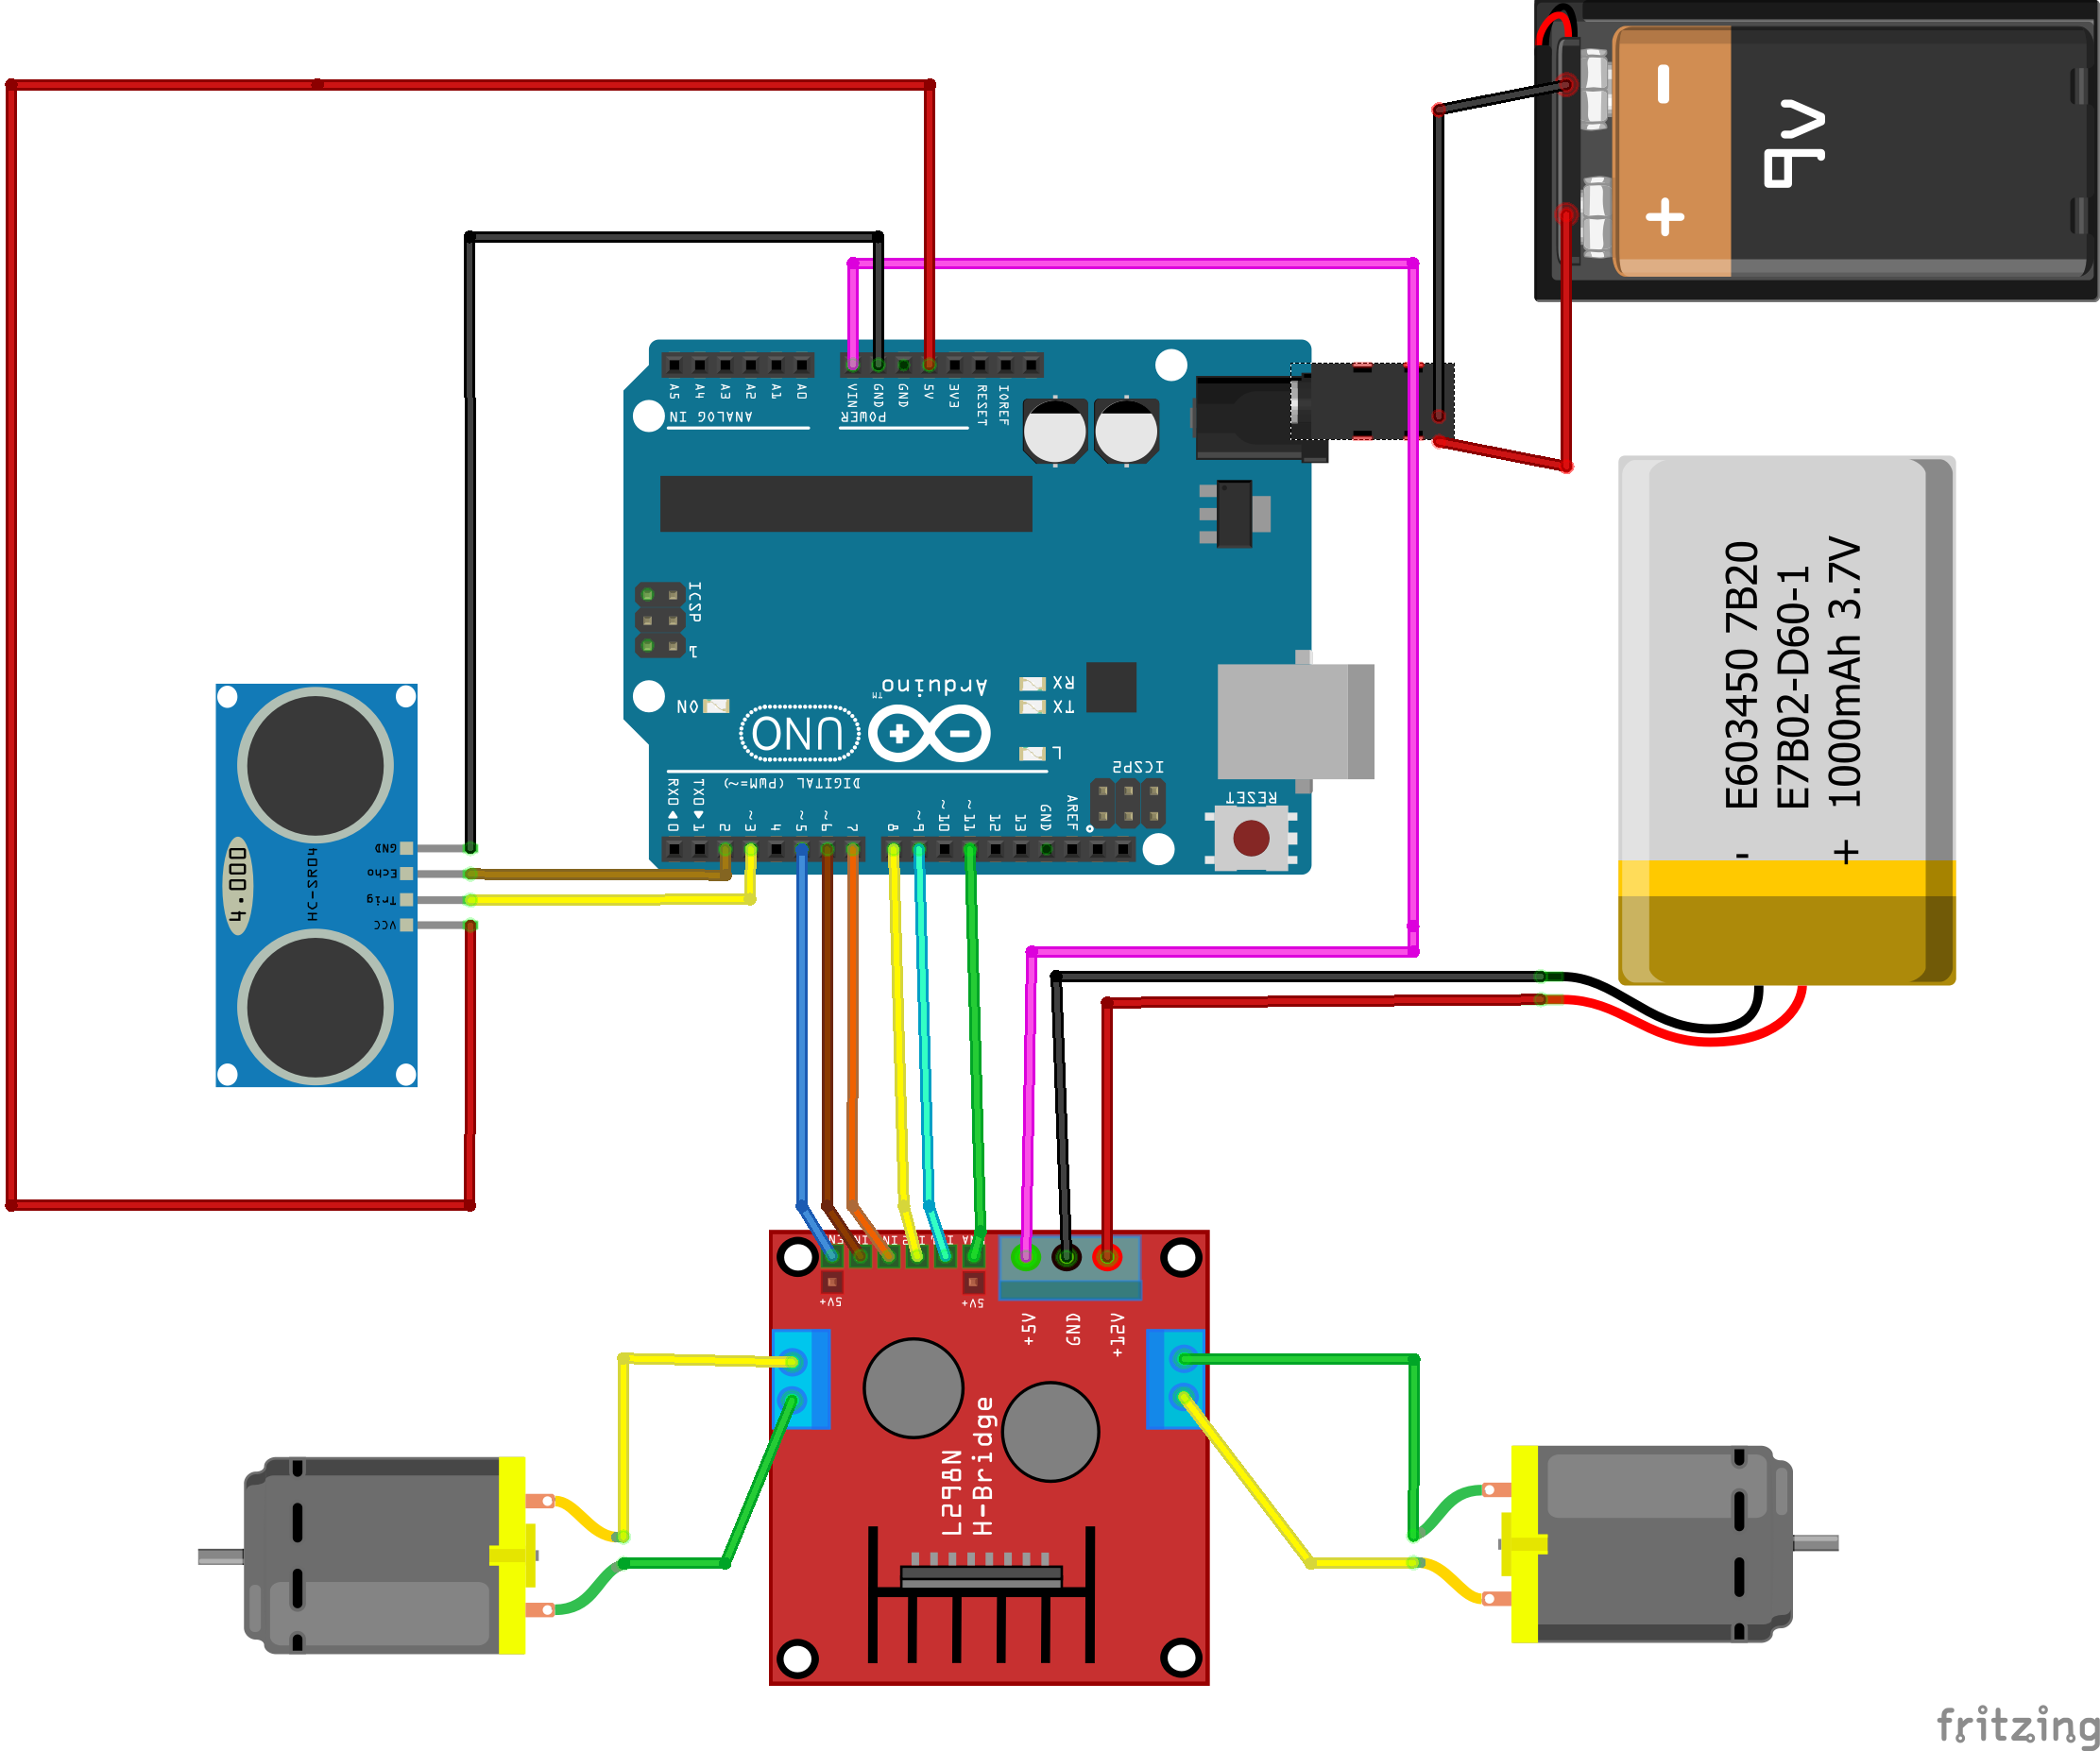 9v
-
+
A5
A4
A3
A2
A1
A0
ANALOG IN
VIN
GND
GND
5V
3V3
RESET
IOREF
POWER
ICSP
1
ON
UNO
Arduino
TM
RX
TX
L
ICSP2
RESET
DIGITAL (PWM=~)
RX0 0
TX0 1
2
~3
4
~5
~6
7
8
~9
~10
~11
12
13
GND
AREF
E603450 7B20
E7B02-D60-1
1000mAh 3.7V
-
+
4.000
HC-SR04
GND
Echo
Trig
VCC
5V+
5V+
+5V
GND
+12V
L298N
H-Bridge
fritzing